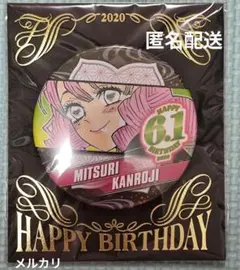 2020
匿名配送
HAPPY
6.1
BIRTHDAY
MITSURI
KANROJI
HAPPY BIRTHDAY
メルカリ